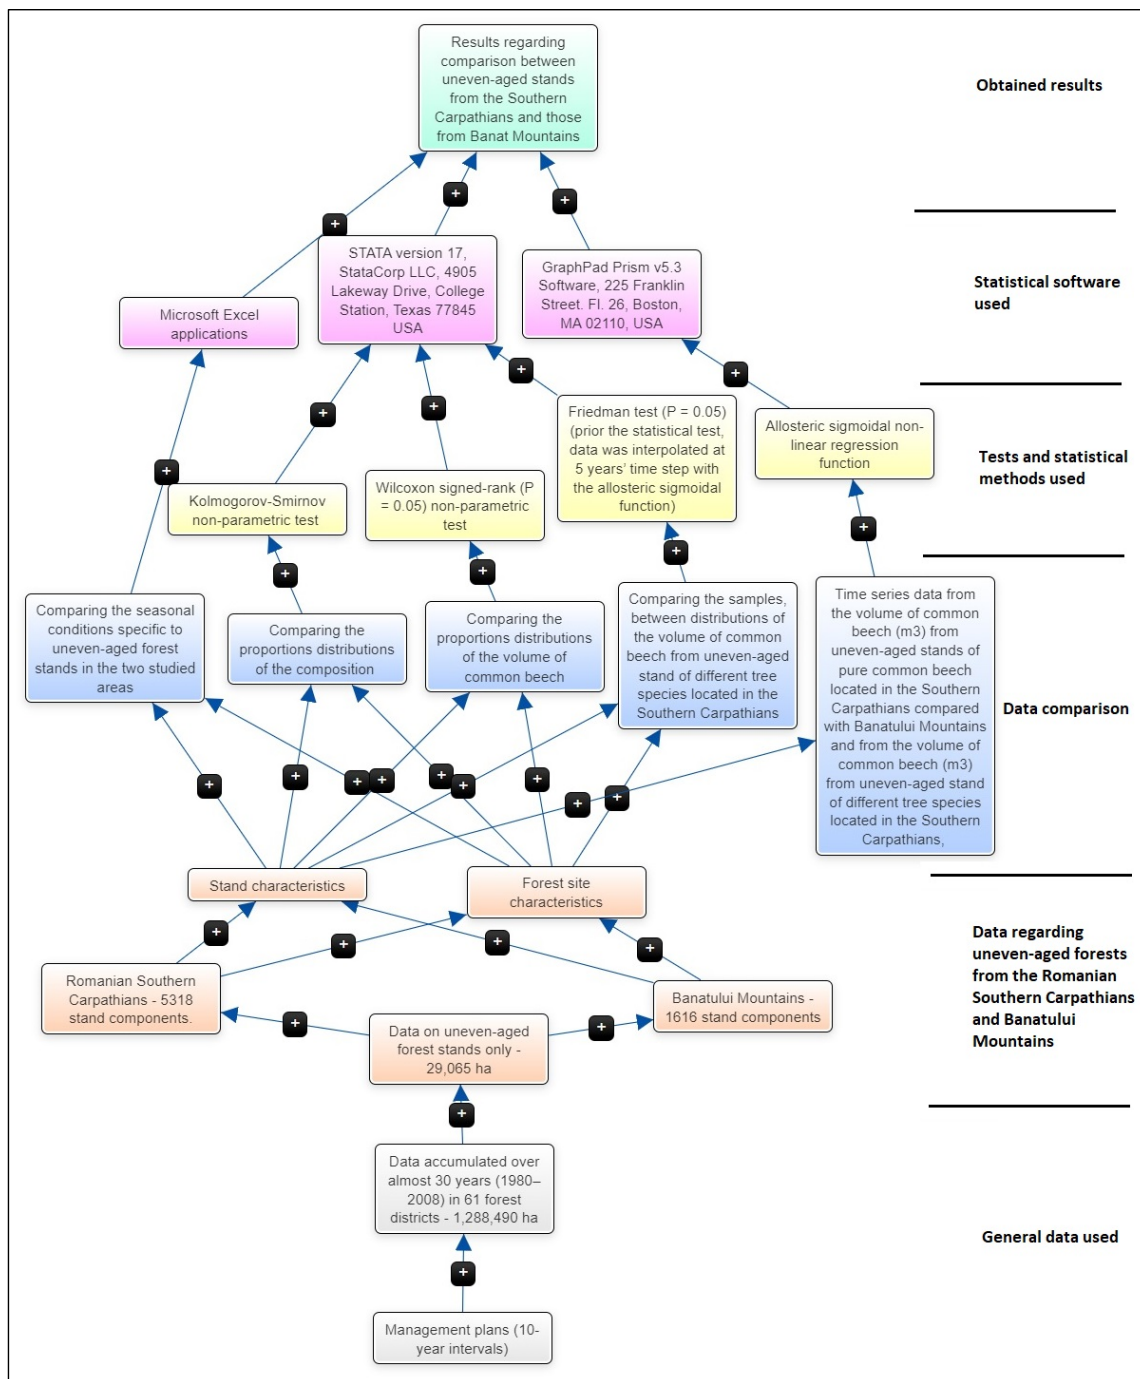 Results regarding
comparison between
uneven-aged stands
from the Southern
Carpathians and those
from Banat Mountains
Obtained results
STATA version 17,
StataCorp LLC, 4905
Lakeway Drive, College
Station, Texas 77845
USA
GraphPad Prism v5.3
Software, 225 Franklin
Street. Fl. 26, Boston,
MA 02110, USA
Microsoft Excel
applications
Statistical software
used
Friedman test (P = 0.05)
(prior the statistical test,
data was interpolated at
5 years' time step with
the allosteric sigmoidal
function)
Allosteric sigmoidal non-
linear regression
function
Kolmogorov-Smirnov
non-parametric test
Wilcoxon signed-rank (P
= 0.05) non-parametric
test
Tests and statistical
methods used
Comparing the seasonal
conditions specific to
uneven-aged forest
stands in the two studied
areas
Comparing the
proportions distributions
of the composition
Comparing the
proportions distributions
of the volume of
common beech
Comparing the samples,
between distributions of
the volume of common
beech from uneven-aged
stand of different tree
species located in the
Southern Carpathians
Time series data from
the volume of common
beech (m3) from
uneven-aged stands of
pure common beech
located in the Southern
Carpathians compared
with Banatului Mountains
and from the volume of
common beech (m3)
from uneven-aged stand
of different tree species
located in the Southern
Carpathians,
Data comparison
Stand characteristics
Forest site
characteristics
Romanian Southern
Carpathians - 5318
stand components.
Banatului Mountains -
1616 stand components
Data on uneven-aged
forest stands only -
29,065 ha
Data regarding
uneven-aged forests
from the Romanian
Southern Carpathians
and Banatului
Mountains
Data accumulated over
almost 30 years (1980–
2008) in 61 forest
districts - 1,288,490 ha
Management plans (10-
year intervals)
General data used